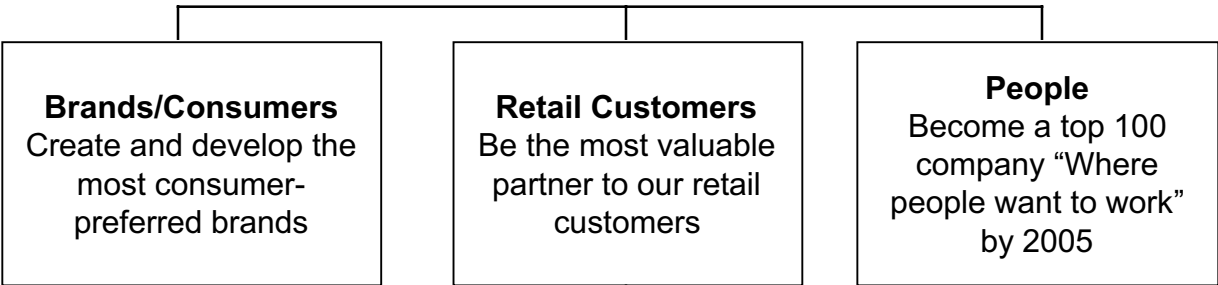 Brands/Consumers
Create and develop the
most consumer-
preferred brands
Retail Customers
Be the most valuable
partner to our retail
customers
People
Become a top 100
company “Where
people want to work”
by 2005